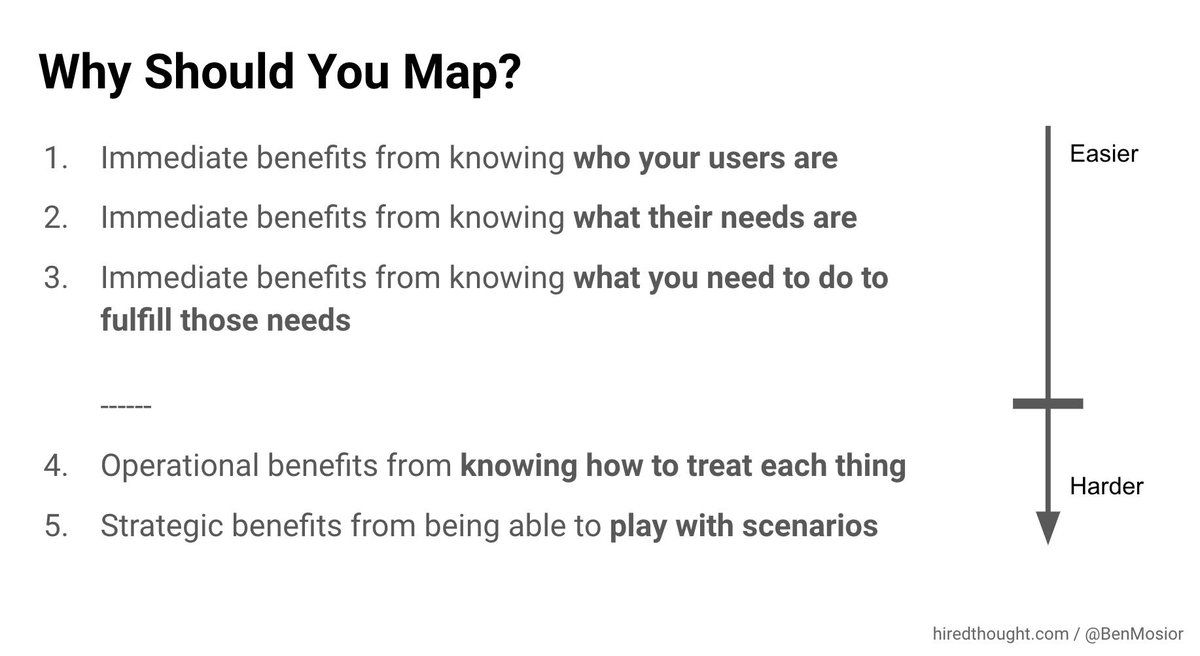 Why Should You Map?
1. Immediate benefits from knowing who your users are
2. Immediate benefits from knowing what their needs are
3. Immediate benefits from knowing what you need to do to
fulfill those needs
------
4. Operational benefits from knowing how to treat each thing
5. Strategic benefits from being able to play with scenarios
Easier
Harder
hiredthought.com / @BenMosior